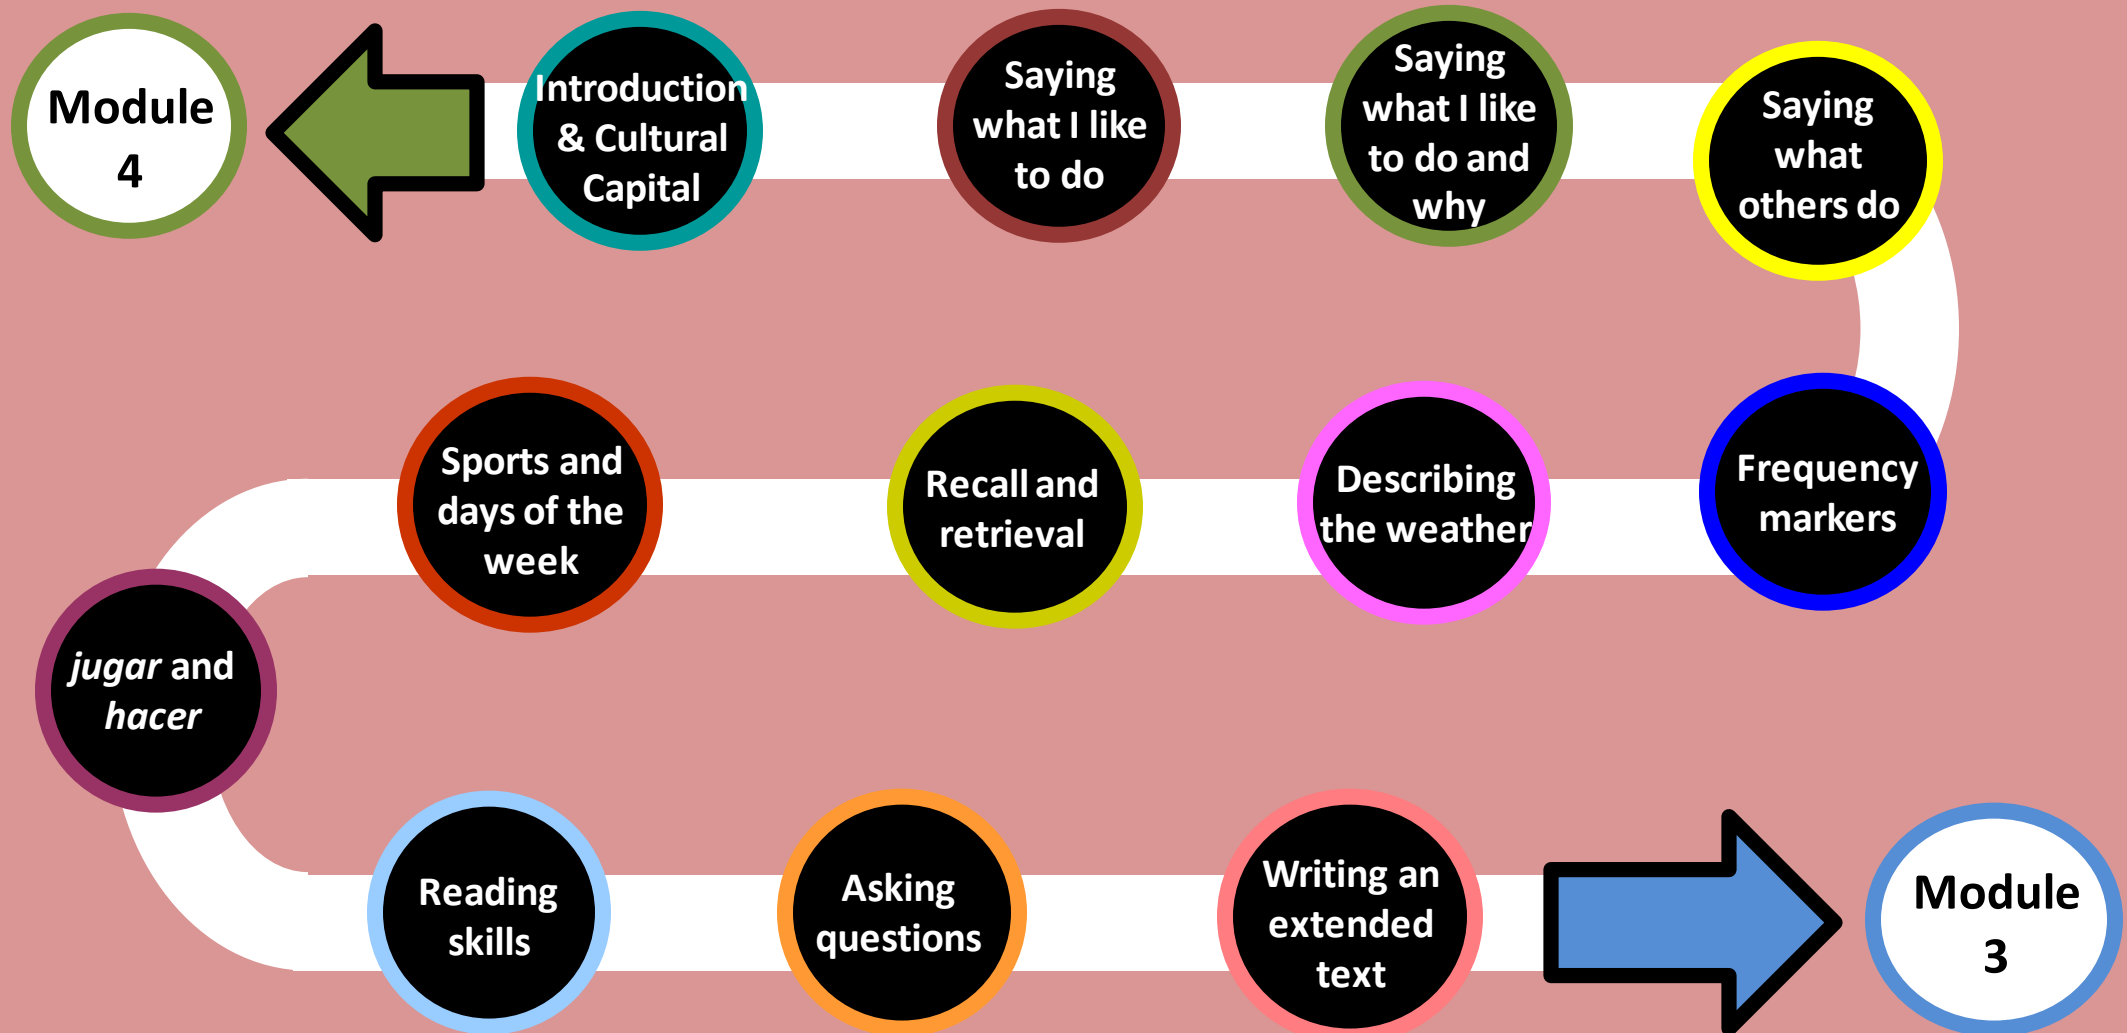 Module
4
Introduction
& Cultural
Capital
Saying
what I like
to do
Saying
what I like
to do and
why
Saying
what
others do
Sports and
days of the
week
Recall and
retrieval
Describing
the weather
Frequency
markers
jugar and
hacer
Reading
skills
Asking
questions
Writing an
extended
text
Module
3